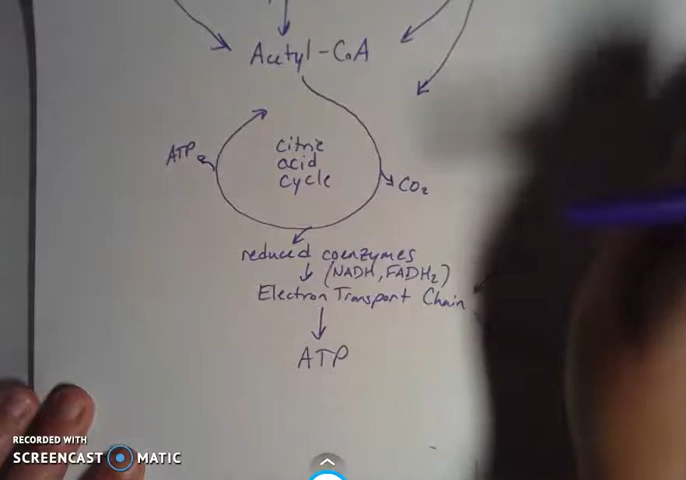 Acetyl-CoA
ATP
citric
acid
cycle
CO₂
reduced coenzymes
(NADH, FADH₂)
Electron Transport Chain
ATP
RECORDED WITH
SCREENCAST MATIC